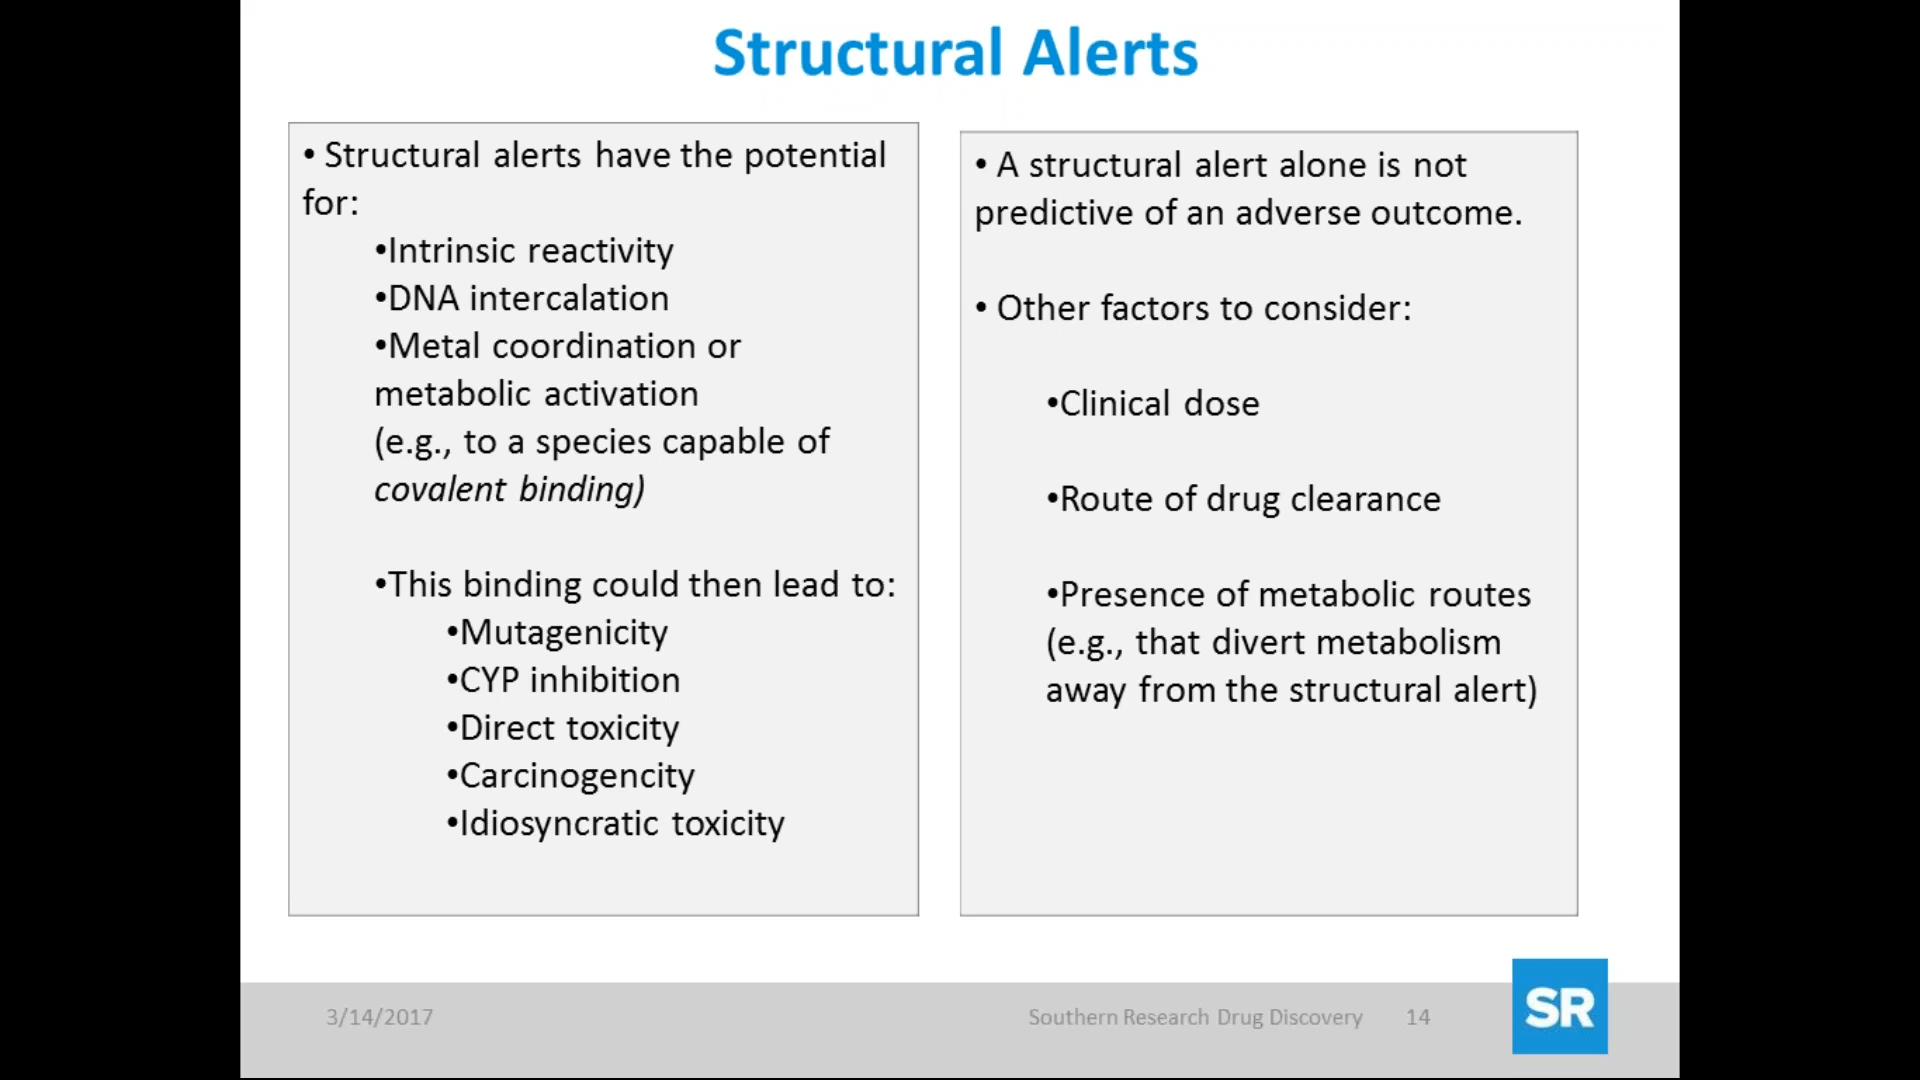 Structural Alerts
• Structural alerts have the potential
for:
•Intrinsic reactivity
•DNA intercalation
•Metal coordination or
metabolic activation
(e.g., to a species capable of
covalent binding)
•This binding could then lead to:
•Mutagenicity
•CYP inhibition
•Direct toxicity
•Carcinogencity
•Idiosyncratic toxicity
• A structural alert alone is not
predictive of an adverse outcome.
• Other factors to consider:
•Clinical dose
•Route of drug clearance
•Presence of metabolic routes
(e.g., that divert metabolism
away from the structural alert)
3/14/2017
Southern Research Drug Discovery 14
SR